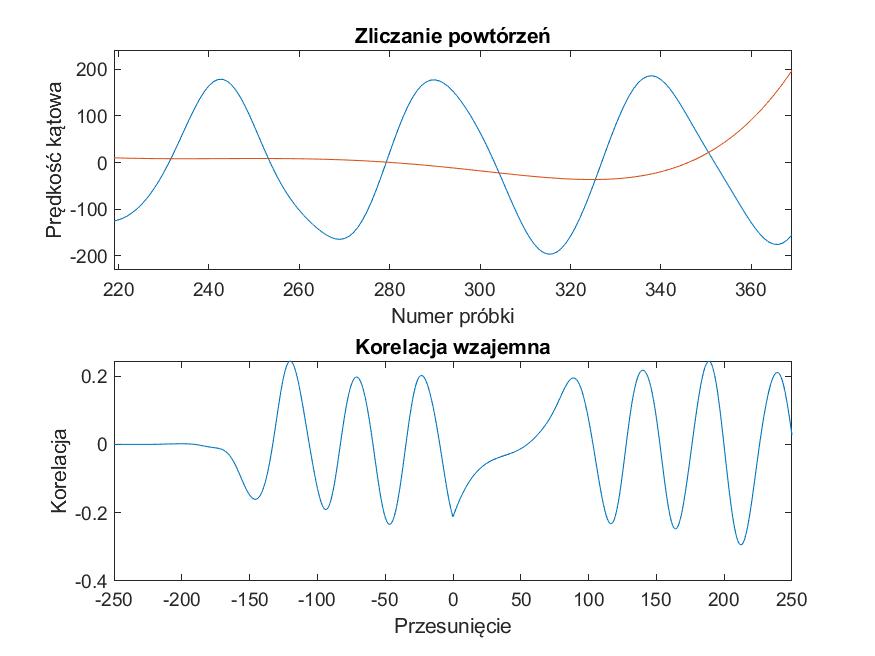 Zliczanie powtórzeń
Prędkość kątowa
200
100
0
-100
-200
220 240 260 280 300 320 340 360
Numer próbki
Korelacja wzajemna
Korelacja
0.2
0
-0.2
-0.4
-250 -200 -150 -100 -50 0 50 100 150 200 250
Przesunięcie